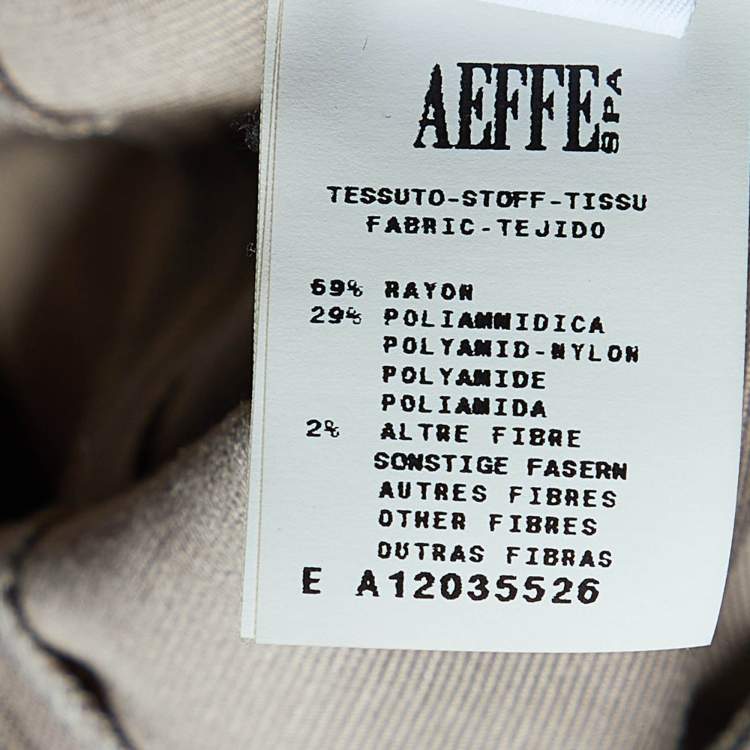 AEFFE SPA
TESSUTO-STOFF-TISSU
FABRIC-TEJIDO
69% RAYON
29% POLIAMMIDICA
POLYAMID-NYLON
POLYAMIDE
POLIAMIDA
2% ALTRE FIBRE
SONSTIGE FASERN
AUTRES FIBRES
OTHER FIBRES
OUTRAS FIBRAS
E A12035526